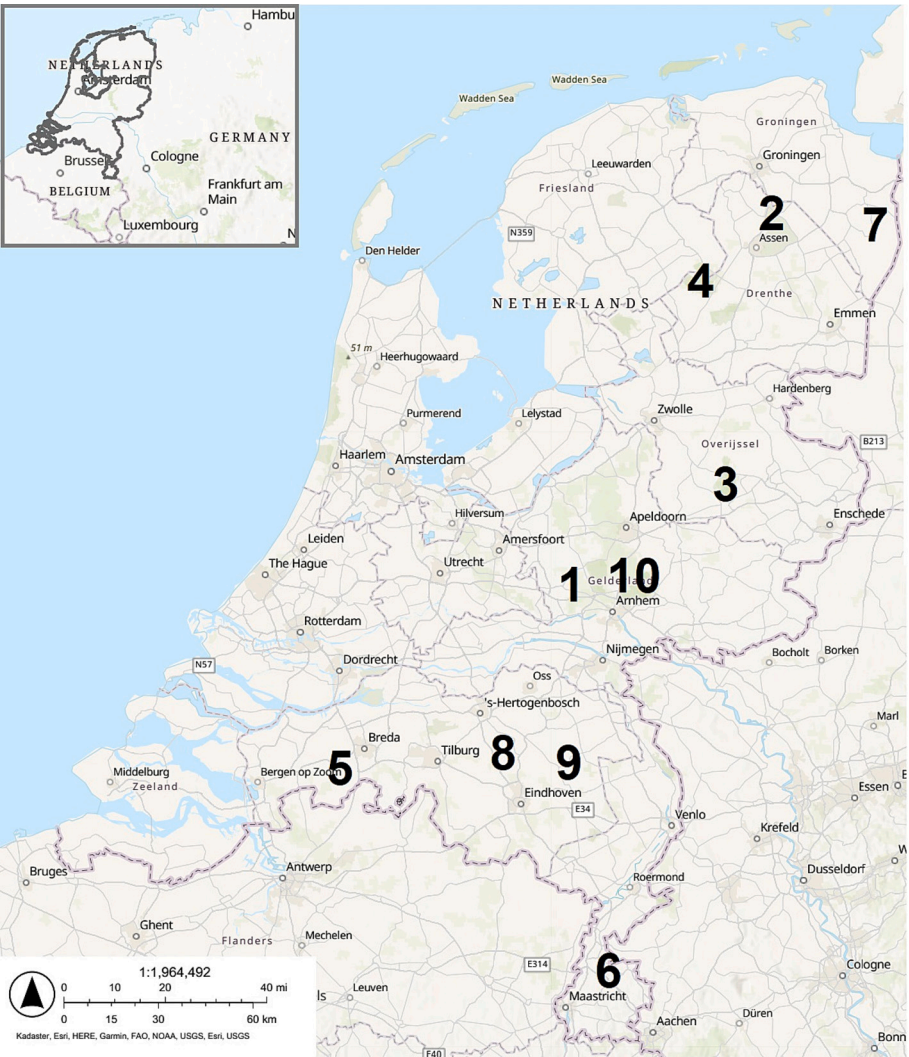 Hambu
NETHERLANDS
Amsterdam
GERMANY
Brusse
Cologne
BELGIUM
Frankfurt am
Main
Luxembourg
N
Wadden Sea
Wadden Sea
Groningen
Groningen
Leeuwarden
Friesland
2
7
N359
Assen
Den Helder
4
Drenthe
NETHERLANDS
Emmen
51 m
Heerhugowaard
Hardenberg
Purmerend
Lelystad
Zwolle
Overijssel
B213
Haarlem
Amsterdam
3
Hilversum
Apeldoorn
Enschede
Leiden
Amersfoort
The Hague
Utrecht
1
Gelderland
10
Arnhem
Rotterdam
Nijmegen
Bocholt
Borken
N57
Dordrecht
Oss
's-Hertogenbosch
Marl
Breda
Tilburg
8
9
5
Middelburg
Bergen op Zoom
Zeeland
Essen
E
Eindhoven
E34
Venlo
Krefeld
W
Bruges
Antwerp
Roermond
Dusseldorf
Ghent
Flanders
Mechelen
E314
6
Cologne
1:1,964,492
0 10 20 40 mi
0 15 30 60 km
ls
Leuven
Maastricht
Aachen
Düren
Kadaster, Esri, HERE, Garmin, FAO, NOAA, USGS, Esri, USGS
E40
Bonn